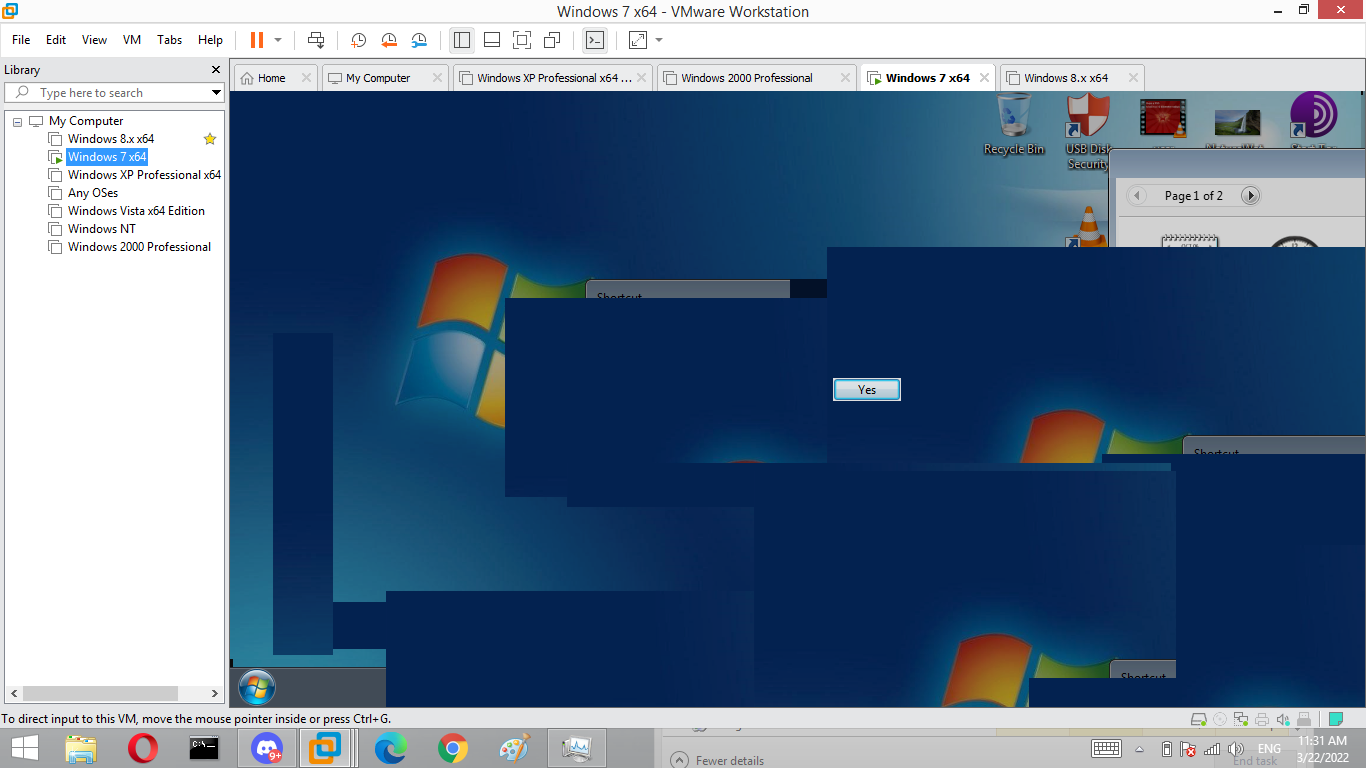 Windows 7 x64 - VMware Workstation
File Edit View VM Tabs Help
Library
Type here to search
My Computer
Windows 8.x x64
Windows 7 x64
Windows XP Professional x64
Any OSes
Windows Vista x64 Edition
Windows NT
Windows 2000 Professional
Home
My Computer
Windows XP Professional x64 ...
Windows 2000 Professional
Windows 7 x64
Windows 8.x x64
Recycle Bin
USB Disk
Security
Page 1 of 2
Shortcut
Yes
Shortcut
Shortcut
To direct input to this VM, move the mouse pointer inside or press Ctrl+G.
C:\
9+
Fewer details
ENG
11:31 AM
3/22/2022
End task